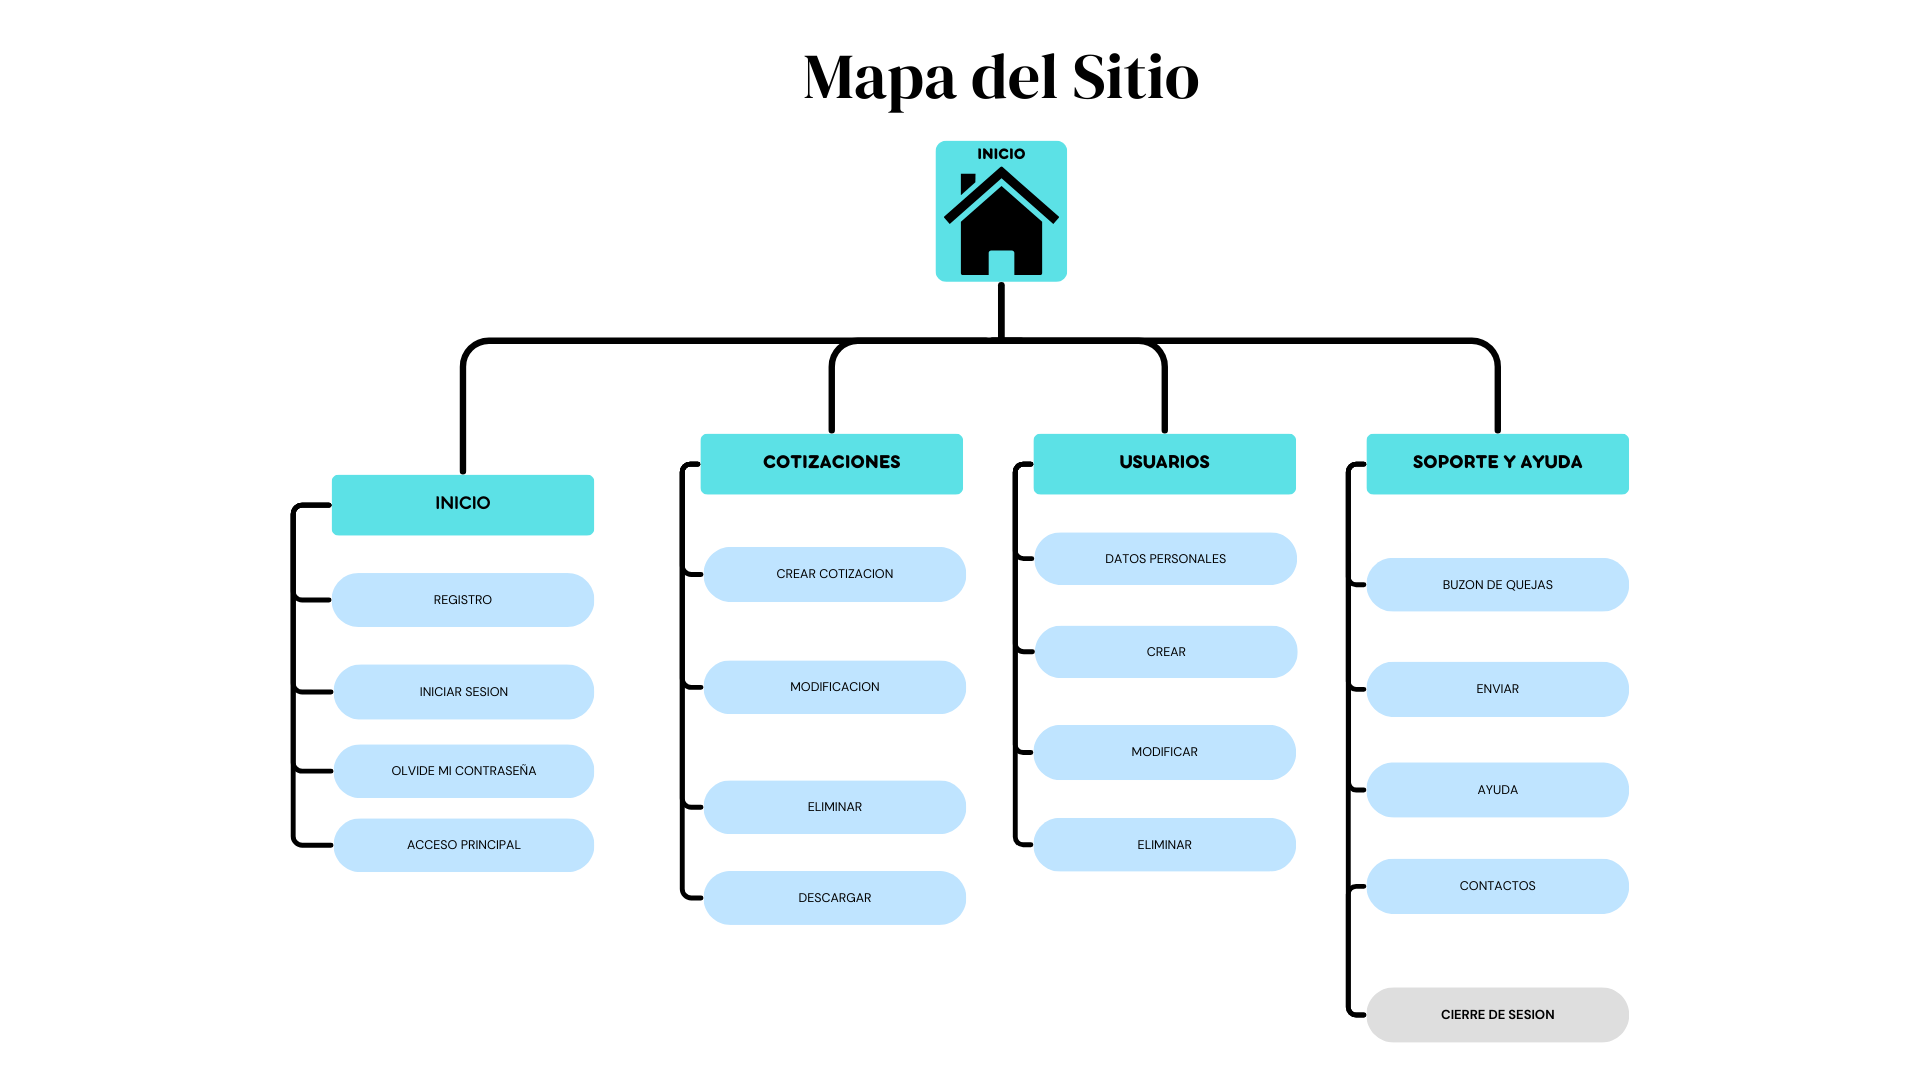 Mapa del Sitio
INICIO
INICIO
REGISTRO
INICIAR SESION
OLVIDE MI CONTRASEÑA
ACCESO PRINCIPAL
COTIZACIONES
CREAR COTIZACION
MODIFICACION
ELIMINAR
DESCARGAR
USUARIOS
DATOS PERSONALES
CREAR
MODIFICAR
ELIMINAR
SOPORTE Y AYUDA
BUZON DE QUEJAS
ENVIAR
AYUDA
CONTACTOS
CIERRE DE SESION